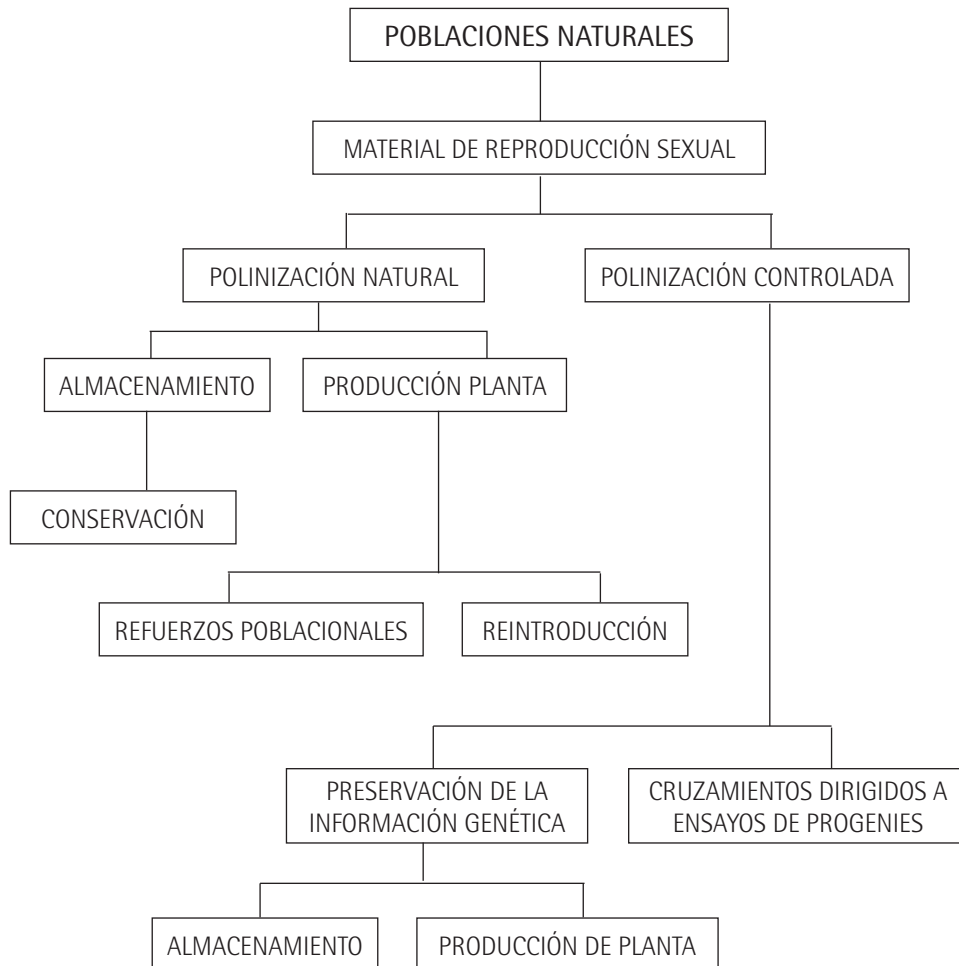 POBLACIONES NATURALES
MATERIAL DE REPRODUCCIÓN SEXUAL
POLINIZACIÓN NATURAL
POLINIZACIÓN CONTROLADA
ALMACENAMIENTO
PRODUCCIÓN PLANTA
CONSERVACIÓN
REFUERZOS POBLACIONALES
REINTRODUCCIÓN
PRESERVACIÓN DE LA
INFORMACIÓN GENÉTICA
CRUZAMIENTOS DIRIGIDOS A
ENSAYOS DE PROGENIES
ALMACENAMIENTO
PRODUCCIÓN DE PLANTA